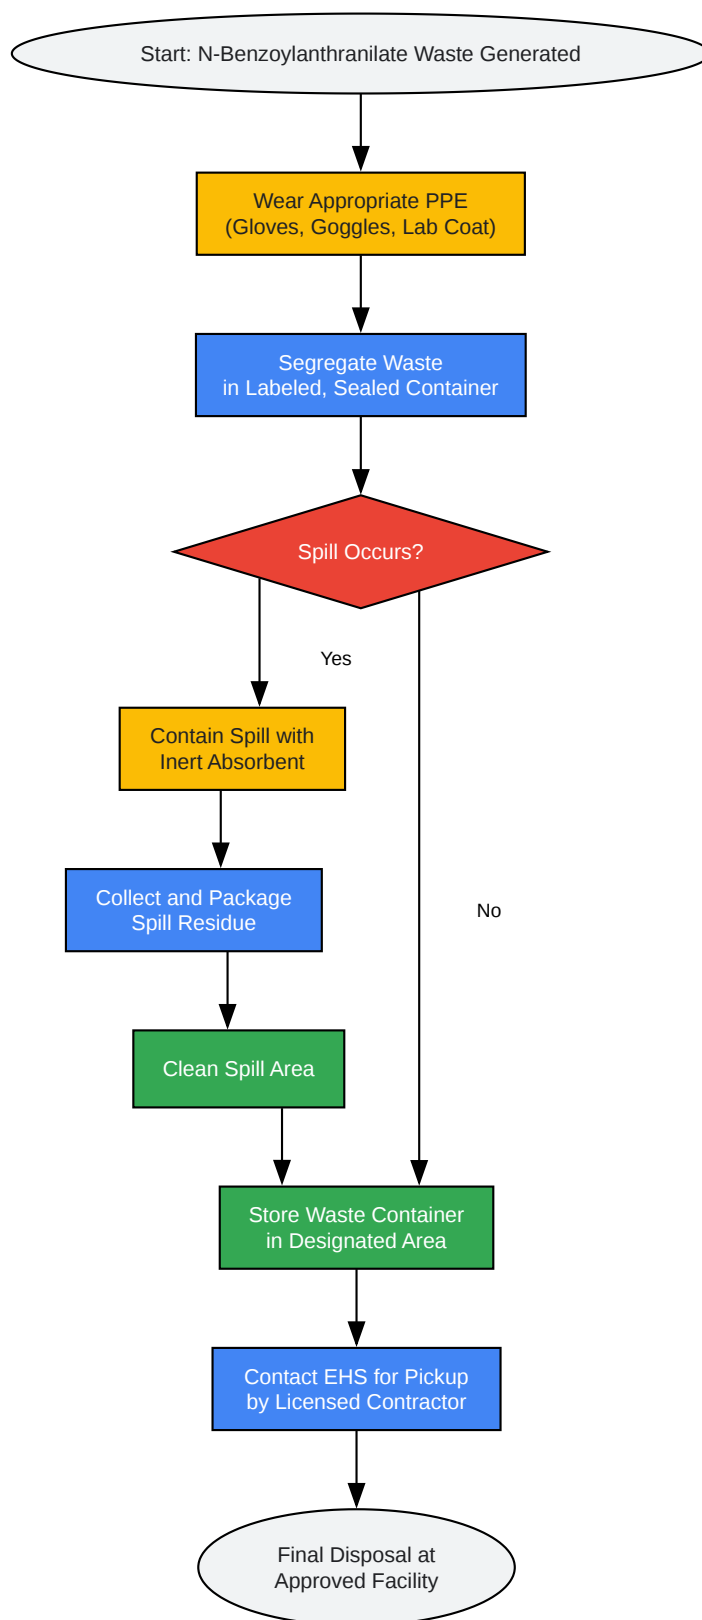 Start: N-Benzoylanthranilate Waste Generated
Wear Appropriate PPE
(Gloves, Goggles, Lab Coat)
Segregate Waste
in Labeled, Sealed Container
Spill Occurs?
Yes
Contain Spill with
Inert Absorbent
Collect and Package
Spill Residue
No
Clean Spill Area
Store Waste Container
in Designated Area
Contact EHS for Pickup
by Licensed Contractor
Final Disposal at
Approved Facility